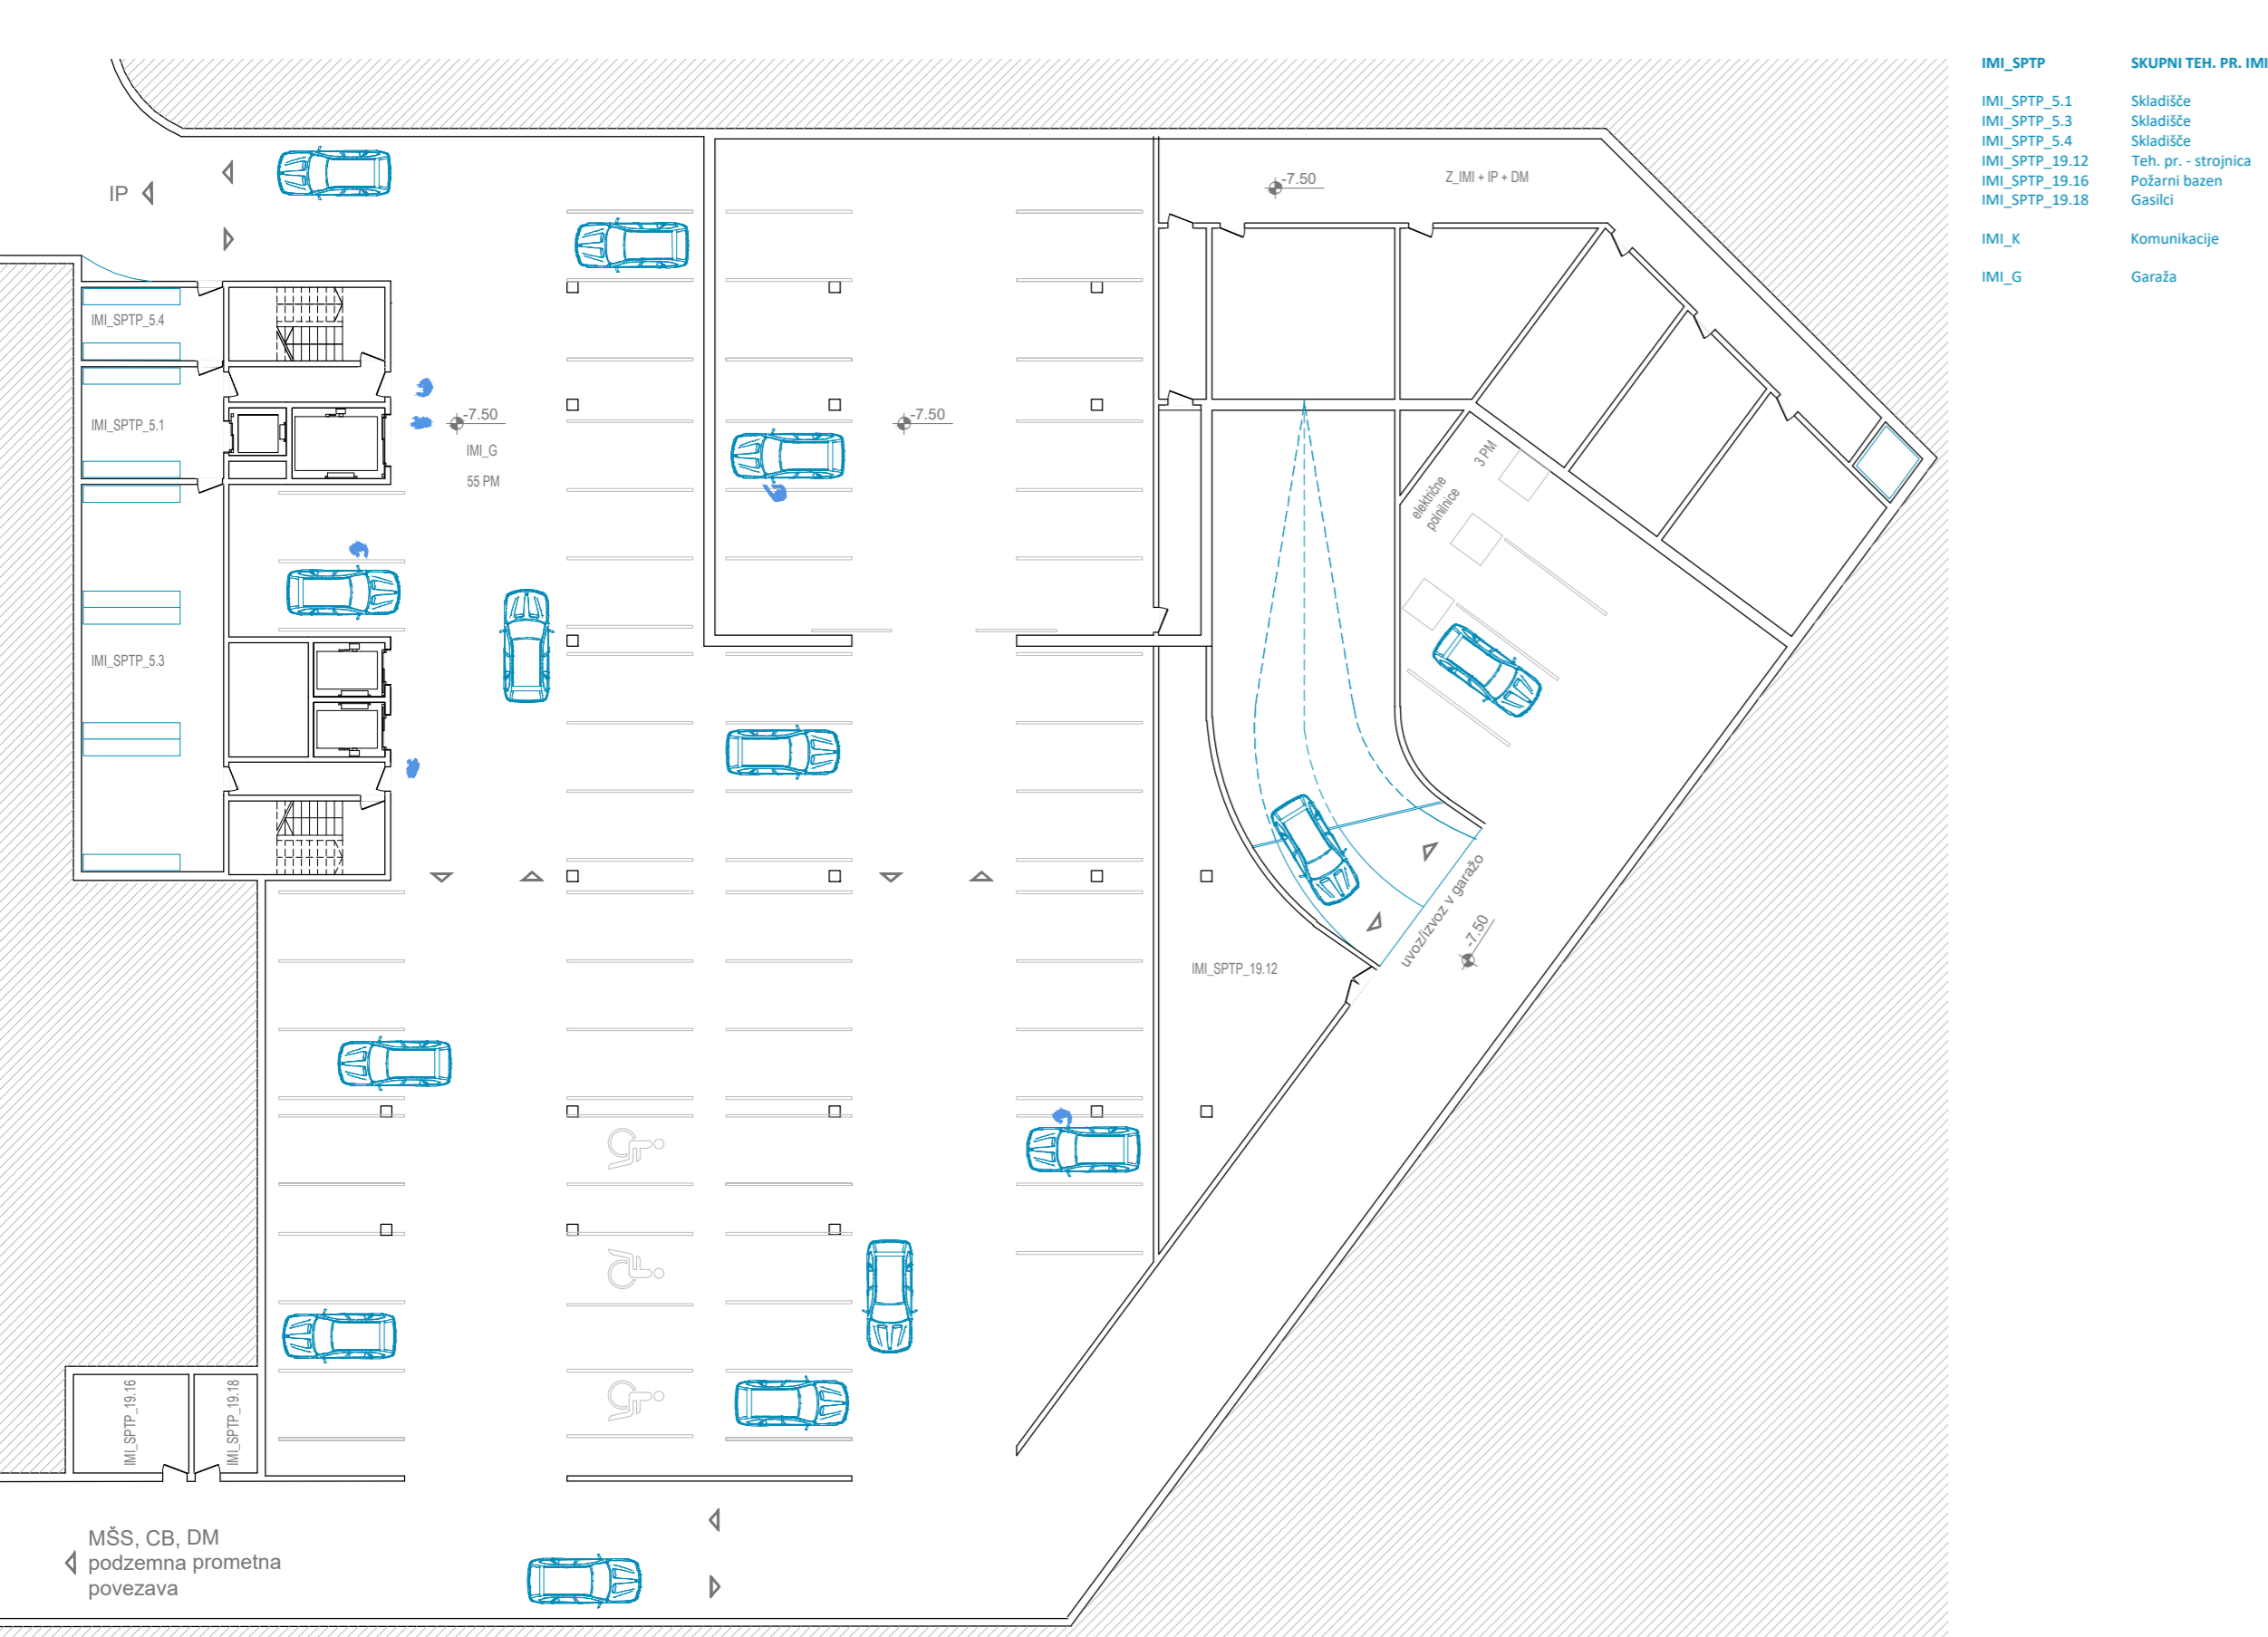 IMI_SPTP SKUPNI TEH. PR. IMI
IMI_SPTP_5.1 Skladišče
IMI_SPTP_5.3 Skladišče
IMI_SPTP_5.4 Skladišče
IMI_SPTP_19.12 Teh. pr. - strojnica
IMI_SPTP_19.16 Požarni bazen
IMI_SPTP_19.18 Gasilci
IMI_K Komunikacije
IMI_G Garaža
IP
-7.50
Z_IMI + IP + DM
IMI_SPTP_5.4
IMI_SPTP_5.1
-7.50
IMI_G
55 PM
-7.50
3 PM
električne
polnilnice
IMI_SPTP_5.3
uvoz/izvoz v garažo
-7.50
IMI_SPTP_19.12
IMI_SPTP_19.16
IMI_SPTP_19.18
MŠS, CB, DM
podzemna prometna
povezava